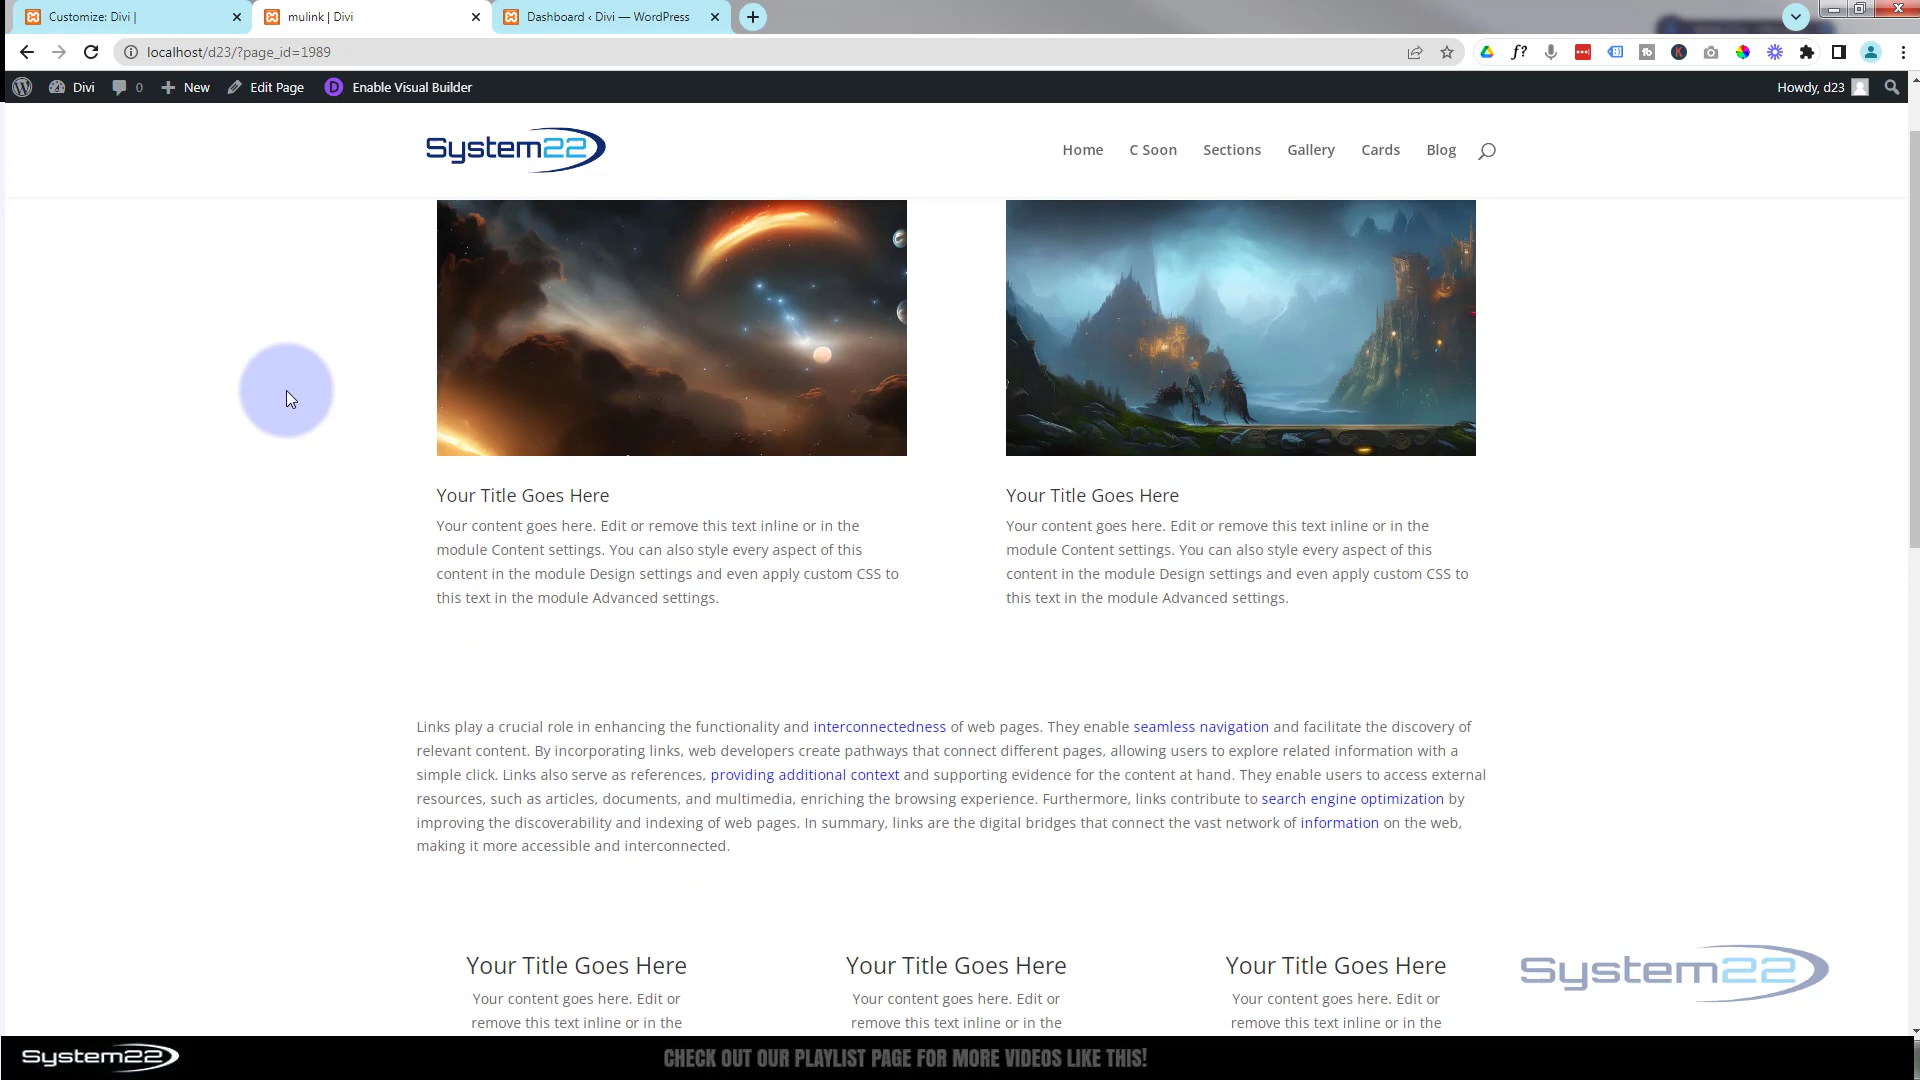 Customize: Divi |
mulink | Divi
Dashboard ‹ Divi — WordPress
localhost/d23/?page_id=1989
Divi
0
New
Edit Page
D
Enable Visual Builder
Howdy, d23
System22
Home
C Soon
Sections
Gallery
Cards
Blog
Your Title Goes Here
Your content goes here. Edit or remove this text inline or in the
module Content settings. You can also style every aspect of this
content in the module Design settings and even apply custom CSS to
this text in the module Advanced settings.
Your Title Goes Here
Your content goes here. Edit or remove this text inline or in the
module Content settings. You can also style every aspect of this
content in the module Design settings and even apply custom CSS to
this text in the module Advanced settings.
Links play a crucial role in enhancing the functionality and interconnectedness of web pages. They enable seamless navigation and facilitate the discovery of
relevant content. By incorporating links, web developers create pathways that connect different pages, allowing users to explore related information with a
simple click. Links also serve as references, providing additional context and supporting evidence for the content at hand. They enable users to access external
resources, such as articles, documents, and multimedia, enriching the browsing experience. Furthermore, links contribute to search engine optimization by
improving the discoverability and indexing of web pages. In summary, links are the digital bridges that connect the vast network of information on the web,
making it more accessible and interconnected.
Your Title Goes Here
Your content goes here. Edit or
remove this text inline or in the
Your Title Goes Here
Your content goes here. Edit or
remove this text inline or in the
Your Title Goes Here
Your content goes here. Edit or
remove this text inline or in the
System22
System22
CHECK OUT OUR PLAYLIST PAGE FOR MORE VIDEOS LIKE THIS!